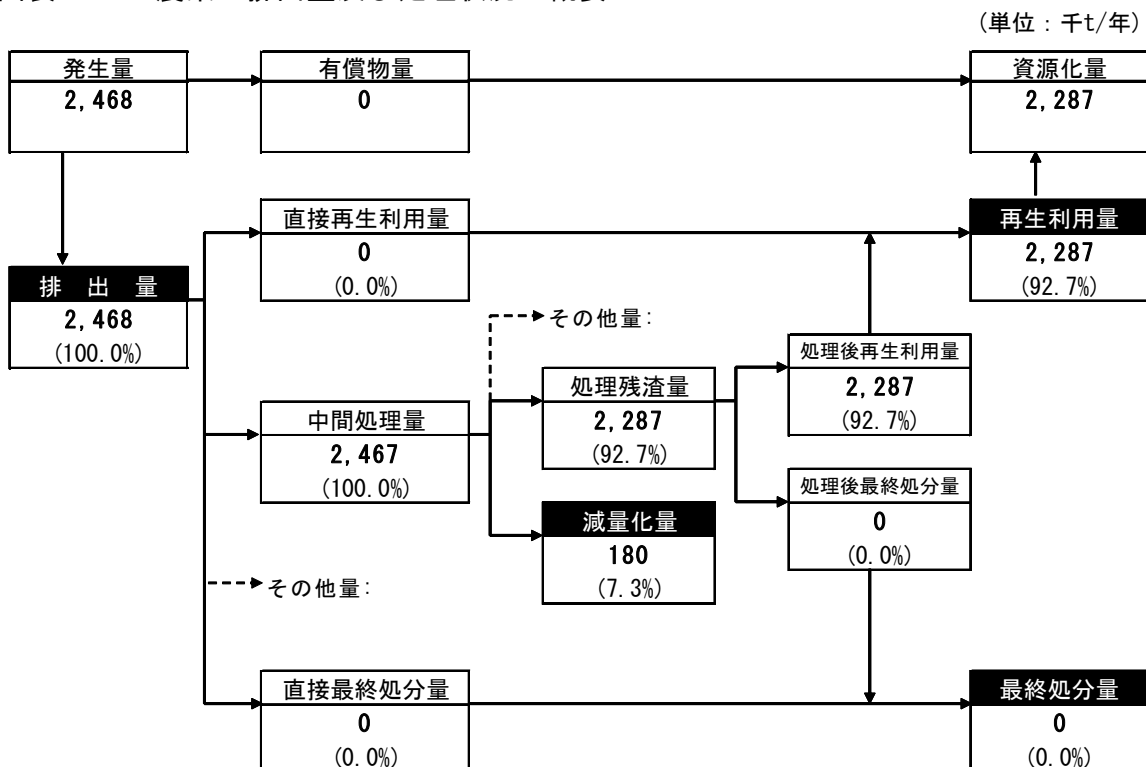 (単位:千t/年)
発生量
2,468
有償物量
0
資源化量
2,287
直接再生利用量
0
(0.0%)
再生利用量
2,287
(92.7%)
排 出 量
2,468
(100.0%)
その他量:
処理後再生利用量
2,287
(92.7%)
処理残渣量
2,287
(92.7%)
中間処理量
2,467
(100.0%)
処理後最終処分量
0
(0.0%)
減量化量
180
(7.3%)
その他量:
直接最終処分量
0
(0.0%)
最終処分量
0
(0.0%)